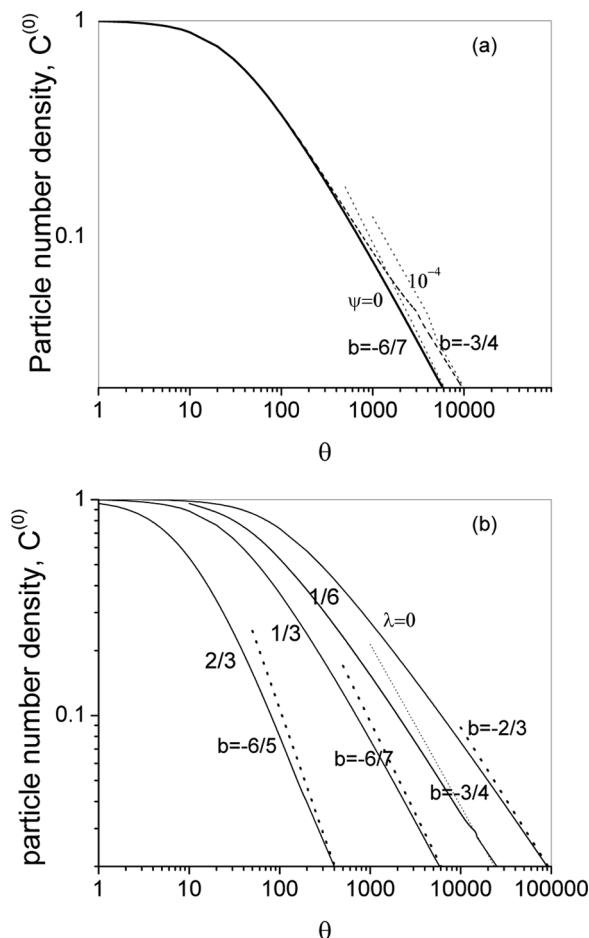 (a)
Particle number density, C⁽⁰⁾
1
0.1
10⁻⁴
ψ=0
b=-6/7
b=-3/4
1 10 100 1000 10000
θ
(b)
particle number density, C⁽⁰⁾
1
0.1
1/6
λ=0
1/3
2/3
b=-2/3
b=-6/5
b=-6/7
b=-3/4
1 10 100 1000 10000 100000
θ